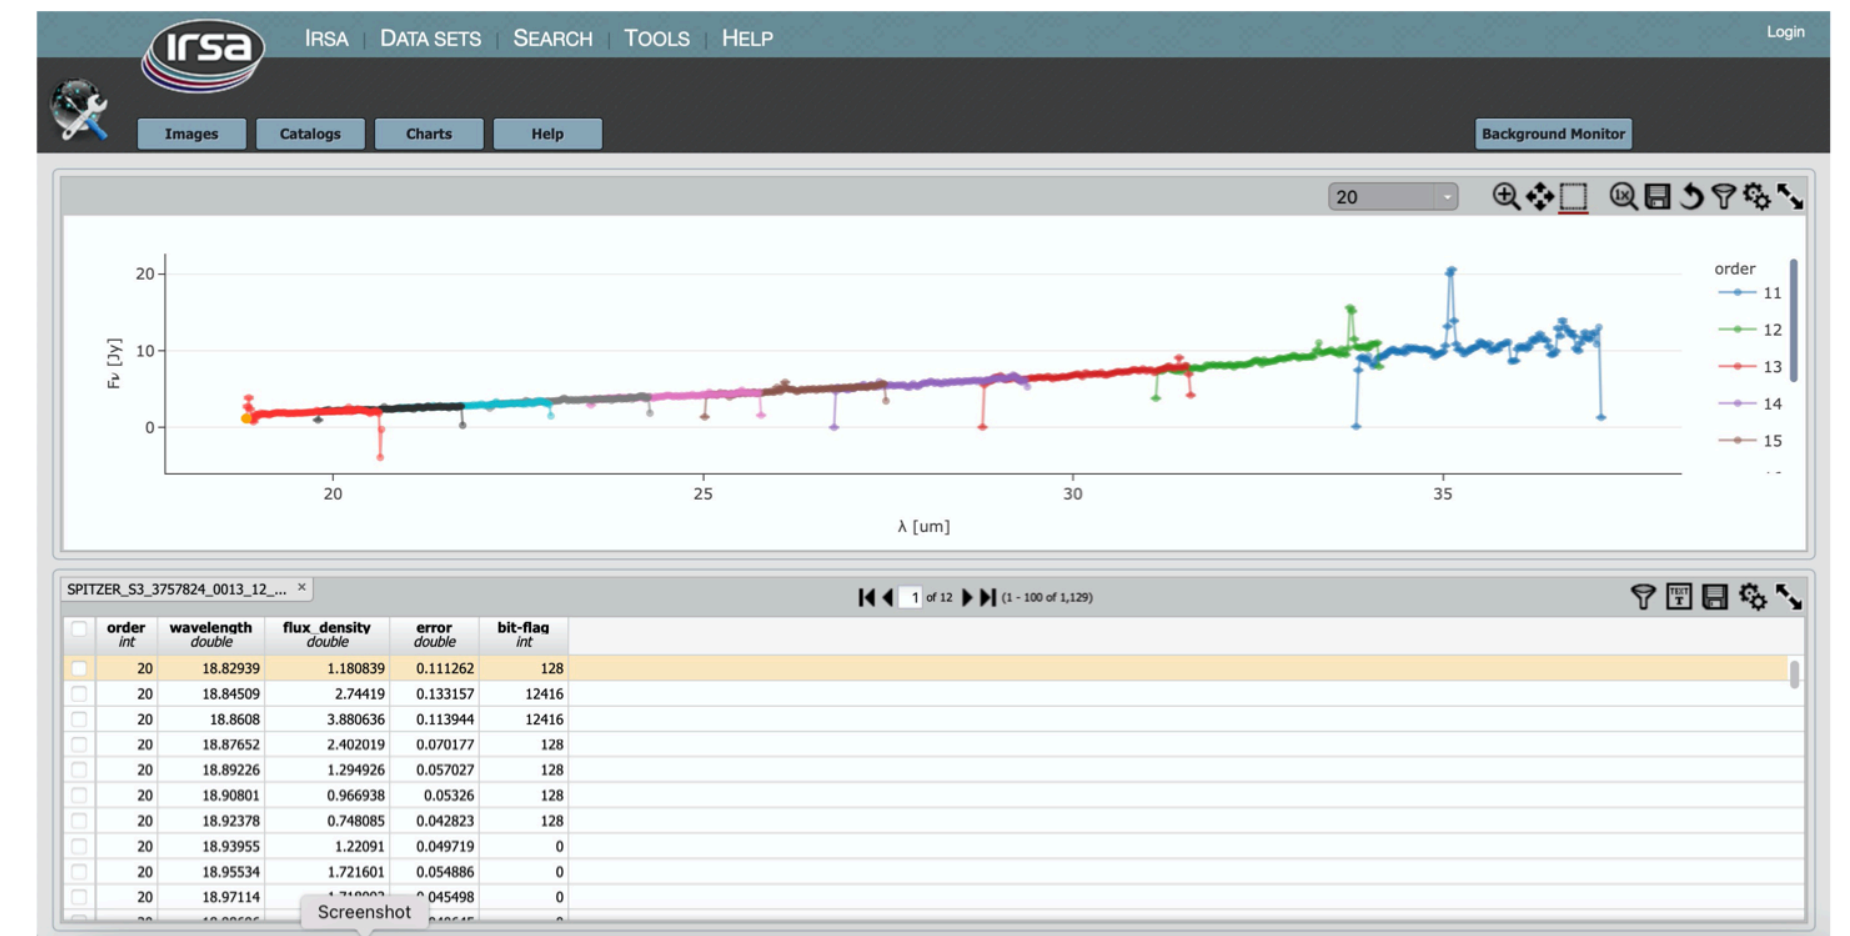 irsa IRSA DATA SETS SEARCH TOOLS HELP Login
Images Catalogs Charts Help Background Monitor
20 1x
order
20
10
0
Fν [Jy]
11
12
13
14
15
20 25 30 35
λ [um]
SPITZER_S3_3757824_0013_12_... × 1 of 12 (1 - 100 of 1,129) TEXT T
order wavelength flux_density error bit-flag
int double double double int
20 18.82939 1.180839 0.111262 128
20 18.84509 2.74419 0.133157 12416
20 18.8608 3.880636 0.113944 12416
20 18.87652 2.402019 0.070177 128
20 18.89226 1.294926 0.057027 128
20 18.90801 0.966938 0.05326 128
20 18.92378 0.748085 0.042823 128
20 18.93955 1.22091 0.049719 0
20 18.95534 1.721601 0.054886 0
20 18.97114 0.045498 0
Screenshot